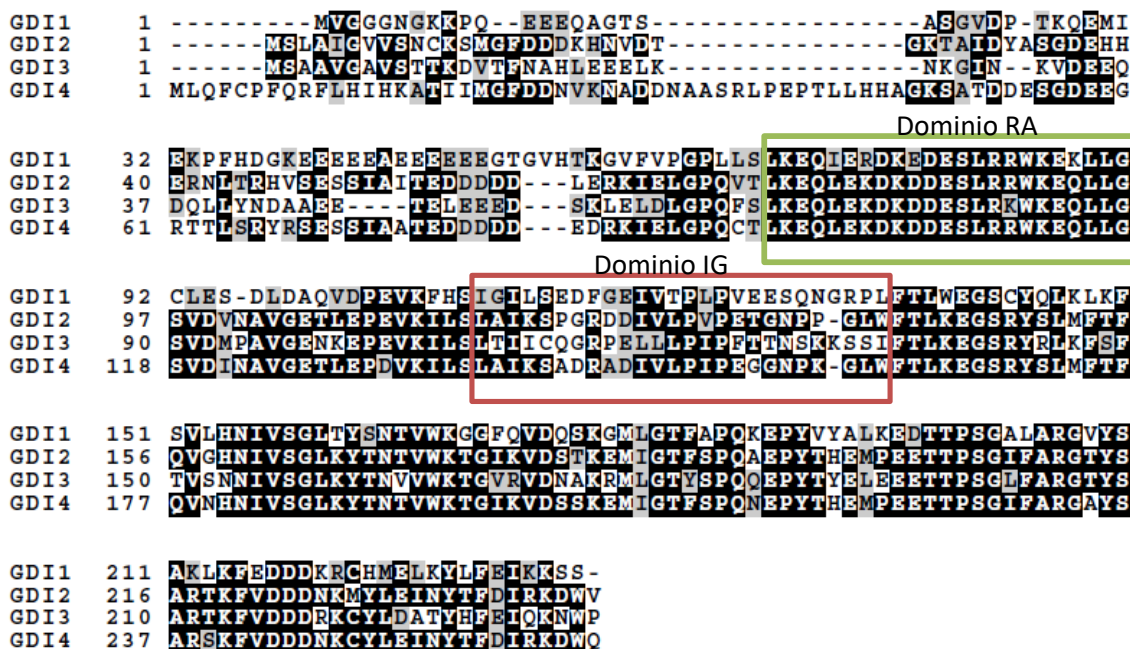 GDI1 1 ---------MVGGGNGKKPQ--EEEQAGTS-----------------ASGVDP-TKQEMI
GDI2 1 ------MSLAIGVVSNCKSMGFDDDKHNVDT---------------GKTAIDYASGDEHH
GDI3 1 ------MSAAVGAVSTTKDVTFNAHLEEELK----------------NKGIN--KVDEEQ
GDI4 1 MLQFCPFQRFLHIHKATIIMGFDDNVKNADDNAASRLPEPTLLHHAGKSATDDESGDEEG
Dominio RA
GDI1 32 EKPFHDGKEEEEEAEEEEEEGTGVHTKGVFVPGPLLSLKEQIERDKEDESLRRWKEKLLG
GDI2 40 ERNLTRHVSESSIAITEDDDDD---LERKIELGPQVTLKEQLEKDKDDESLRRWKEQLLG
GDI3 37 DQLLYNDAAEE----TELEEED---SKLELDLGPQFSLKEQLEKDKDDESLRKWKEQLLG
GDI4 61 RTTLSRYRSESSIAATEDDDDD---EDRKIELGPQCTLKEQLEKDKDDESLRRWKEQLLG
Dominio IG
GDI1 92 CLES-DLDAQVDPEVKFHSIGILSEDFGEIVTPLPVEESQNGRPLFTLWEGSCYQLKLKF
GDI2 97 SVDVNAVGETLEPEVKILSLAIKSPGRDDIVLPVPETGNPP-GLWFTLKEGSRYSLMFTF
GDI3 90 SVDMPAVGENKEPEVKILSLTIICQGRPELLLPIPFTTNSKKSSIFTLKEGSRYRLKFSF
GDI4 118 SVDINAVGETLEPDVKILSLAIKSADRADIVLPIPEGGNPK-GLWFTLKEGSRYSLMFTF
GDI1 151 SVLHNIVSGLTYSNTVWKGGFQVDQSKGMLGTFAPQKEPYVYALKEDTTPSGALARGVYS
GDI2 156 QVGHNIVSGLKYTNTVWKTGIKVDSTKEMIGTFSPQAEPYTHEMPEETTPSGIFARGTYS
GDI3 150 TVSNNIVSGLKYTNVVWKTGVRVDNAKRMLGTYSPQQEPYTYELEEETTPSGLFARGTYS
GDI4 177 QVNHNIVSGLKYTNTVWKTGIKVDSSKEMIGTFSPQNEPYTHEMPEETTPSGIFARGAYS
GDI1 211 AKLKFEDDDKRCHMELKYLFEIKKSS-
GDI2 216 ARTKFVDDDNKMYLEINYTFDIRKDWV
GDI3 210 ARTKFVDDDRKCYLDATYHFEIQKNWP
GDI4 237 ARSKFVDDDNKCYLEINYTFDIRKDWQ